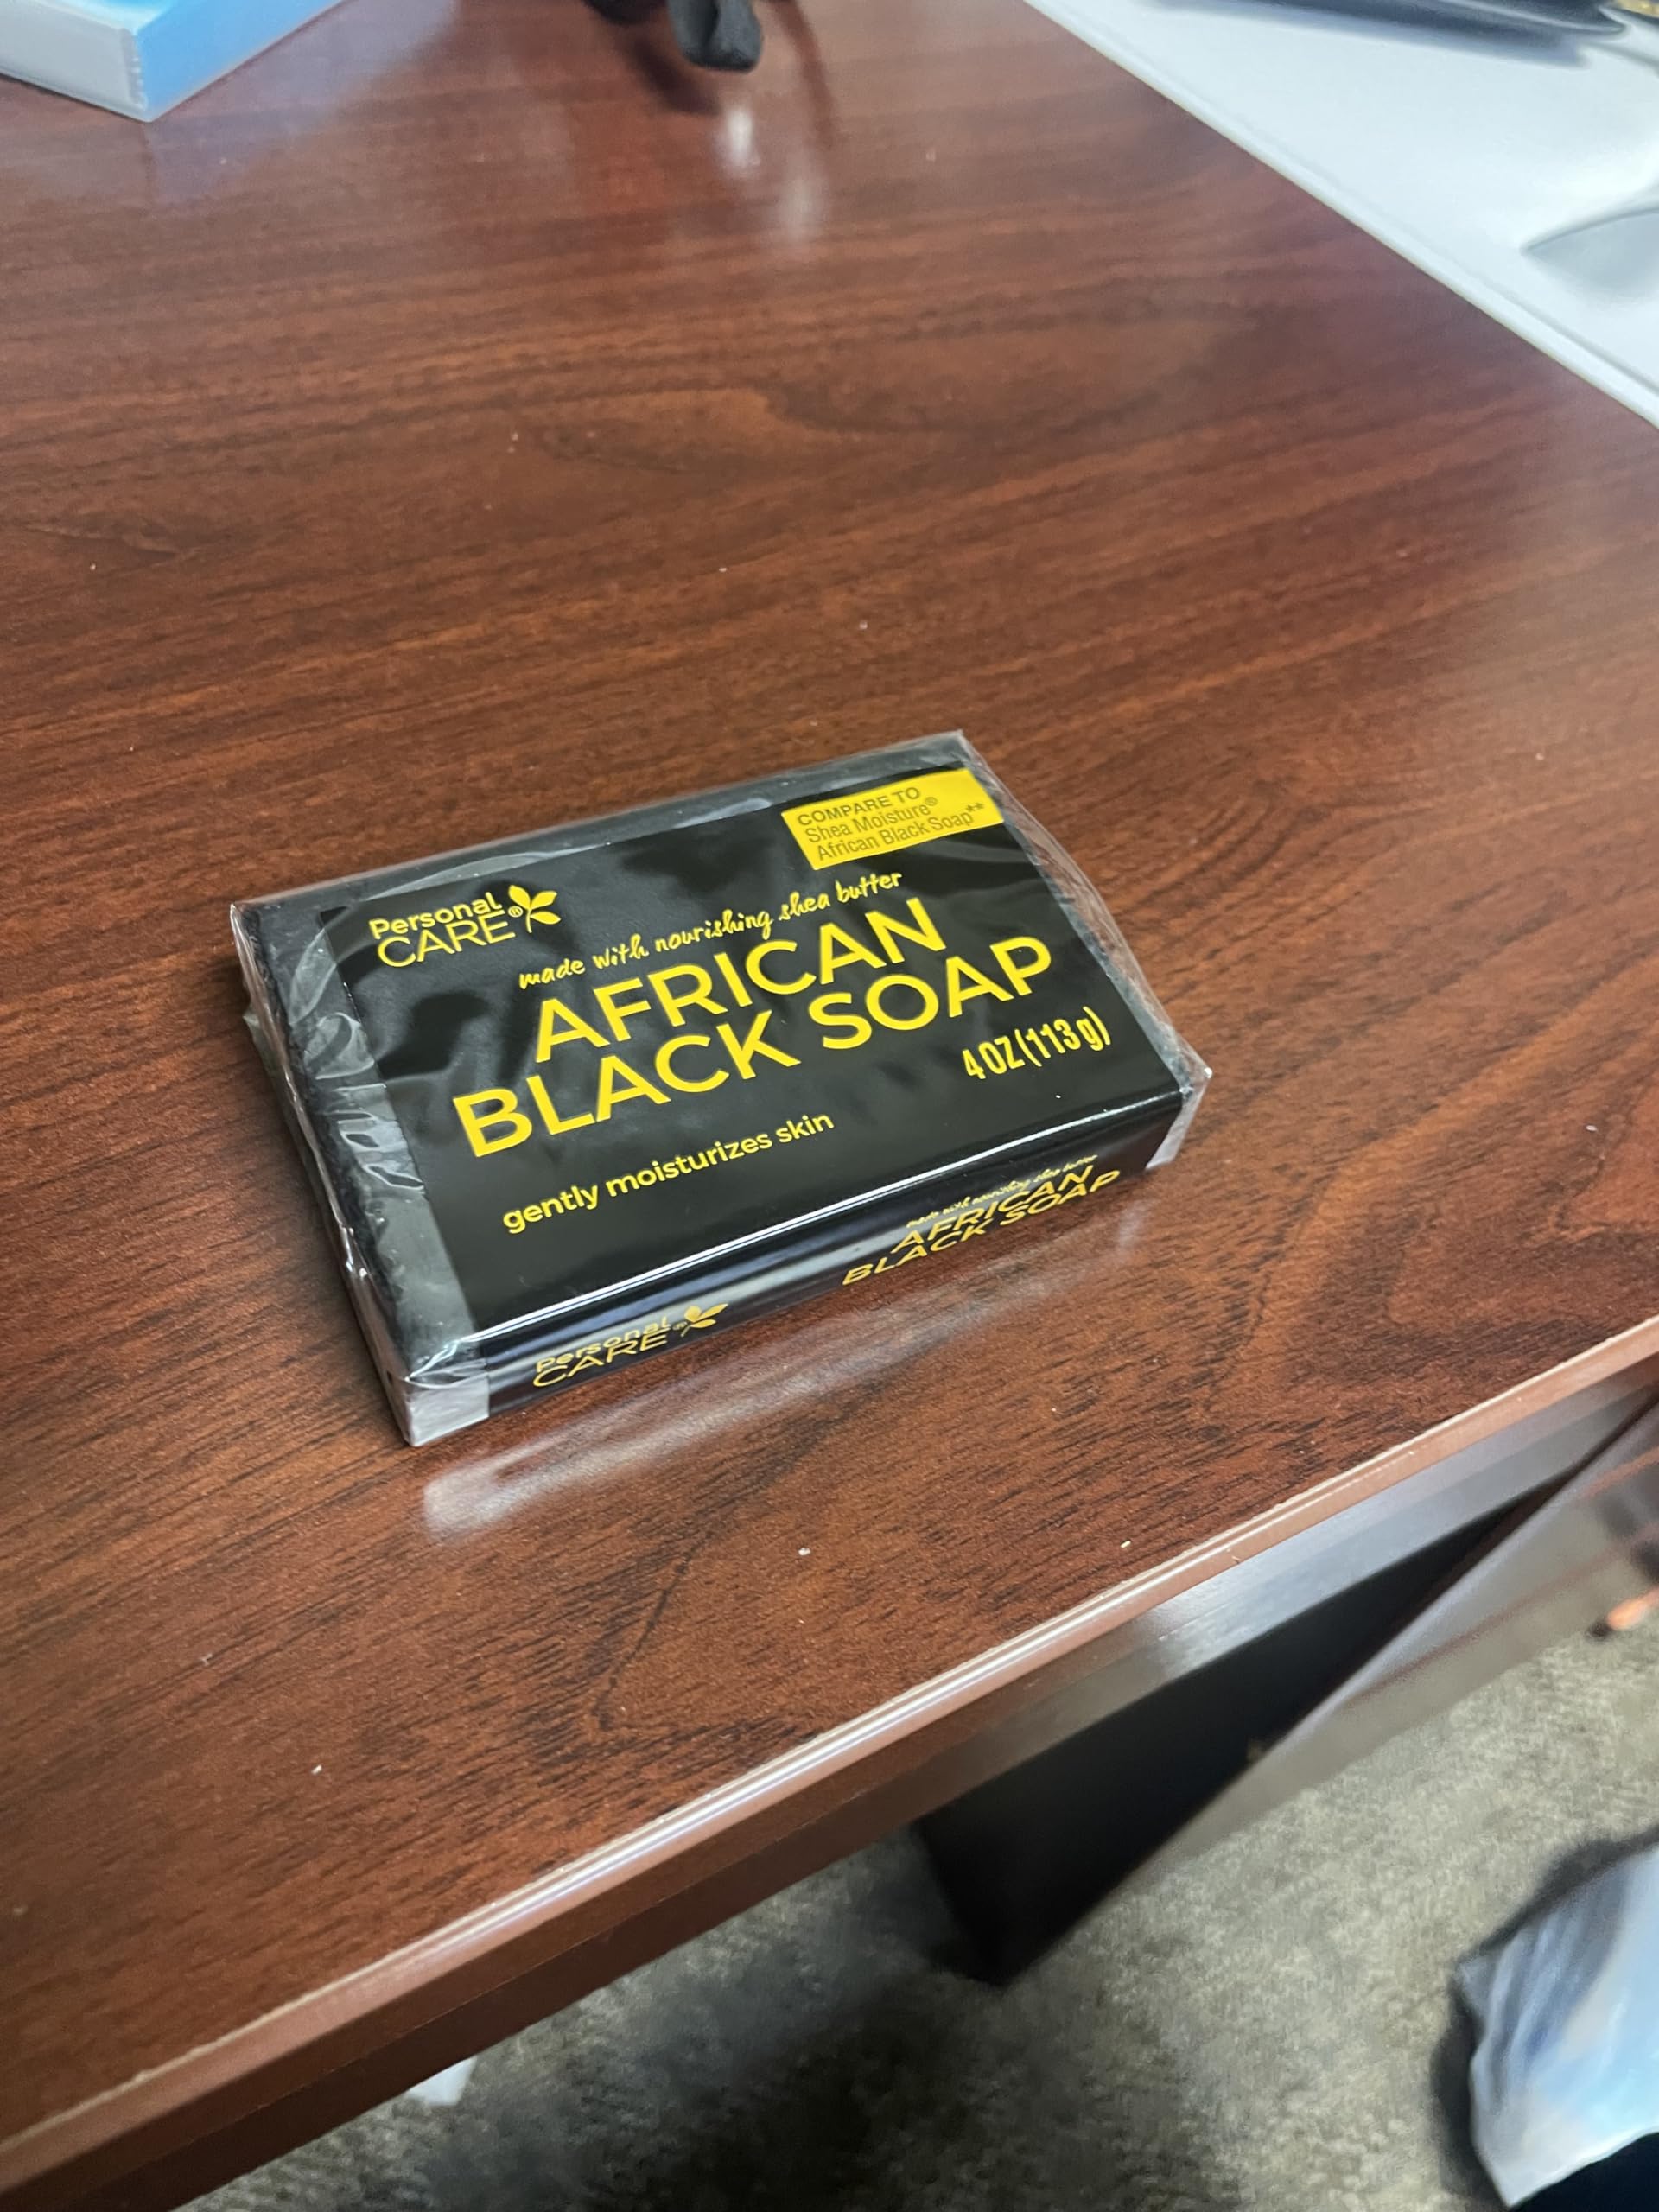 COMPARE TO
Shea Moisture®
African Black Soap**
Personal
CARE®
made with nourishing shea butter
AFRICAN
BLACK SOAP
4 OZ (113 g)
gently moisturizes skin
made with nourishing shea butter
AFRICAN
BLACK SOAP
Personal
CARE®